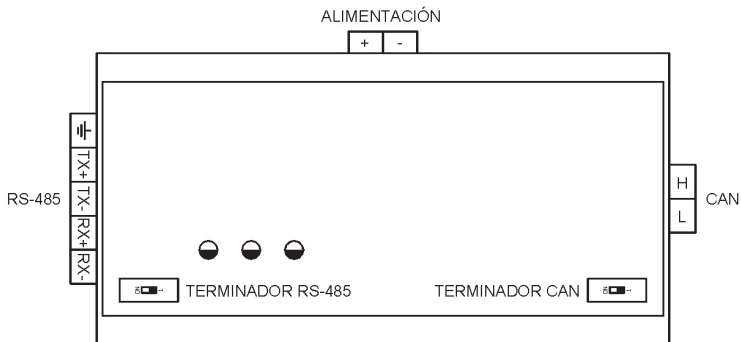 ALIMENTACIÓN
+ -
TX+
TX-
RX+
RX-
RS-485
H
L
CAN
TERMINADOR RS-485
TERMINADOR CAN